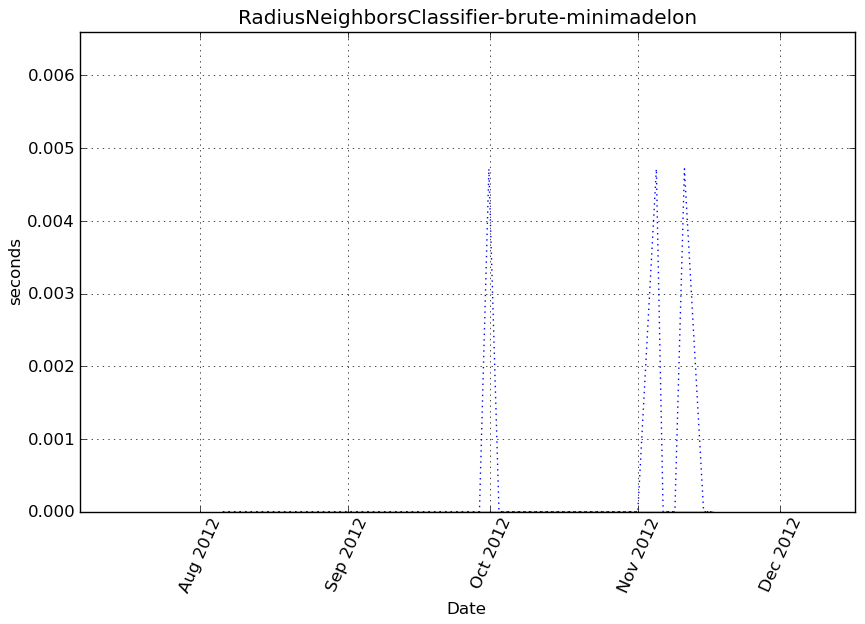 RadiusNeighborsClassifier-brute-minimadelon
0.006
0.005
0.004
0.003
0.002
0.001
0.000
seconds
Aug 2012
Sep 2012
Oct 2012
Nov 2012
Dec 2012
Date